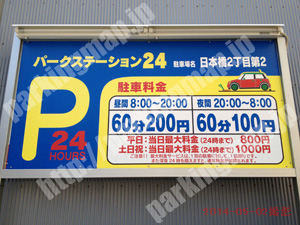 パークステーション24 駐車場名 日本橋2丁目第2
P
24
HOURS
駐車料金
昼間 8:00〜20:00
夜間 20:00〜8:00
60分200円
60分100円
平日:当日最大料金(24時まで) 800円
土日祝:当日最大料金(24時まで) 1000円